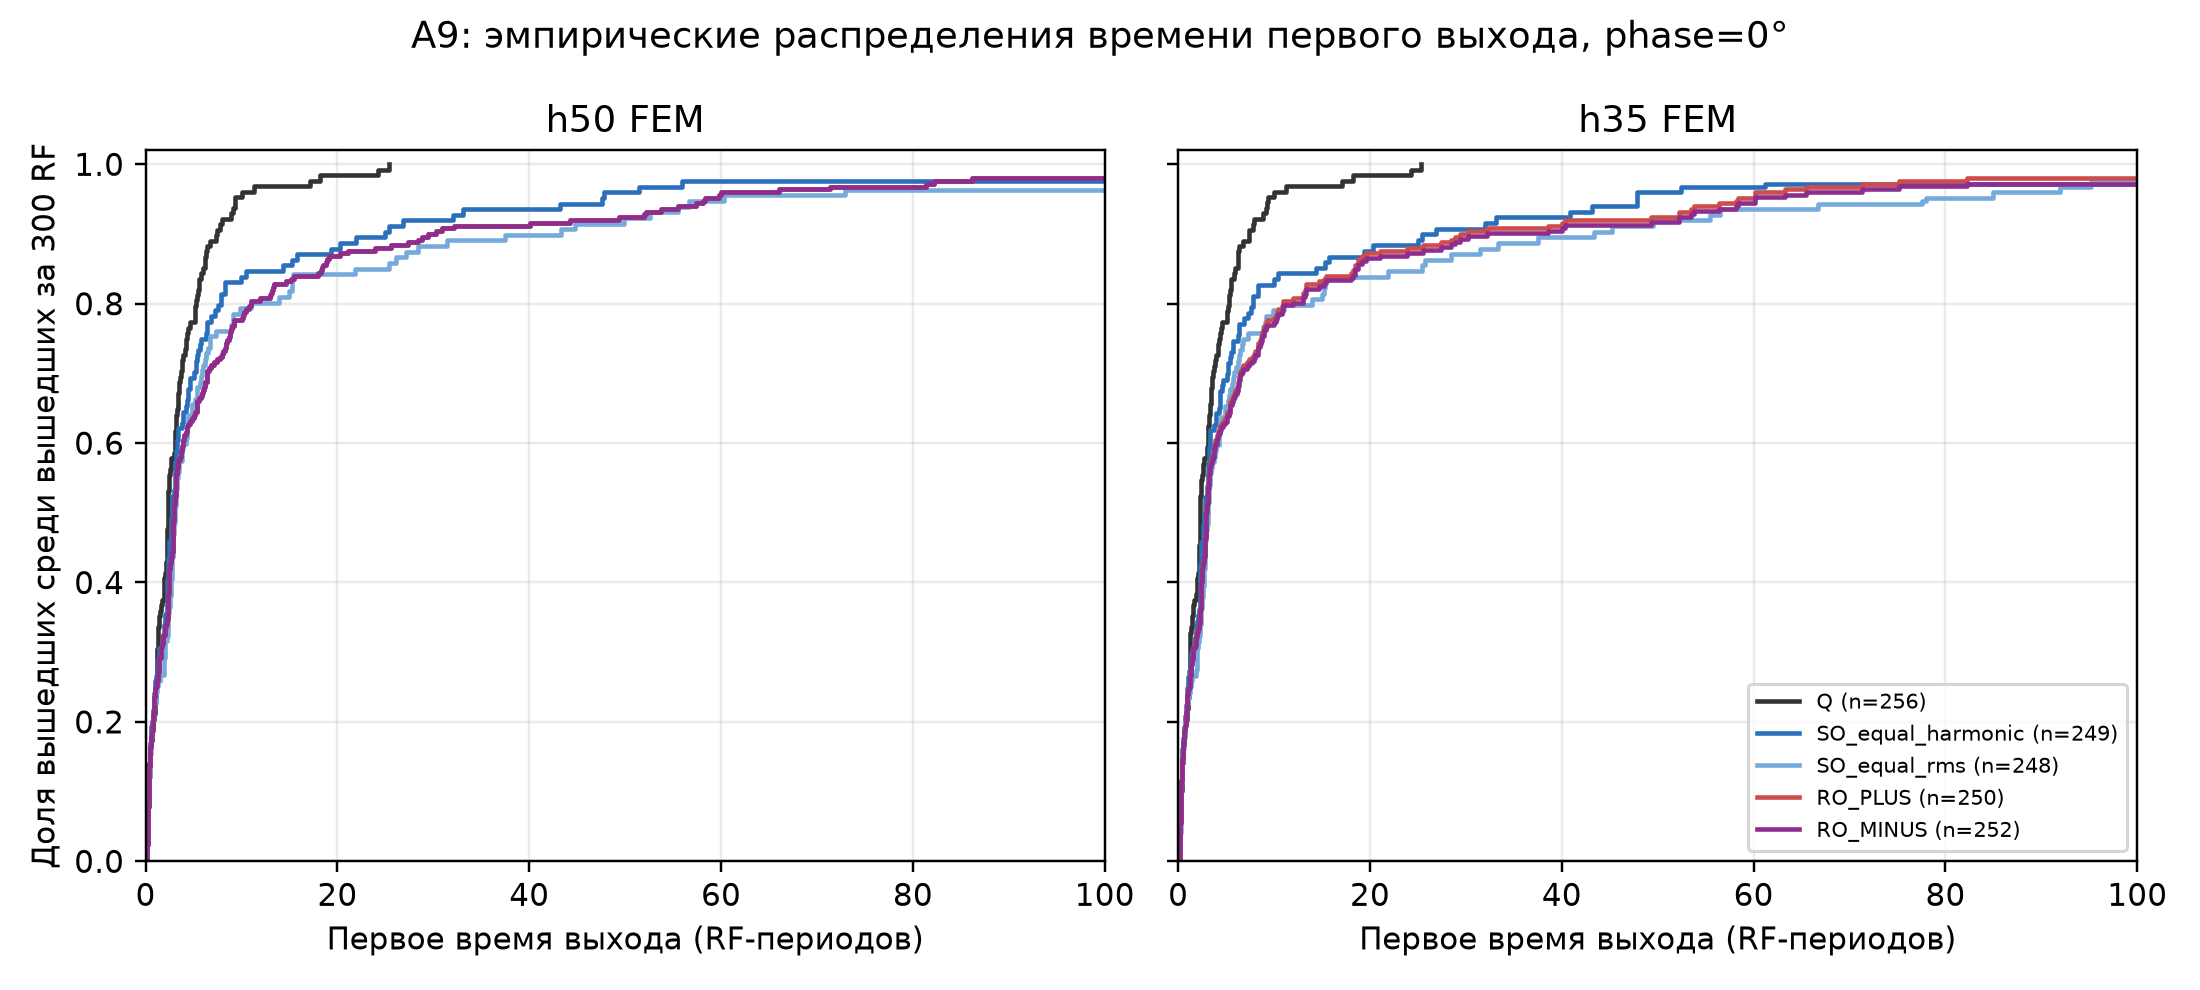 A9: эмпирические распределения времени первого выхода, phase=0°
h50 FEM
h35 FEM
Доля вышедших среди вышедших за 300 RF
1.0
0.8
0.6
0.4
0.2
0.0
0 20 40 60 80 100
0 20 40 60 80 100
Первое время выхода (RF-периодов)
Первое время выхода (RF-периодов)
Q (n=256)
SO_equal_harmonic (n=249)
SO_equal_rms (n=248)
RO_PLUS (n=250)
RO_MINUS (n=252)